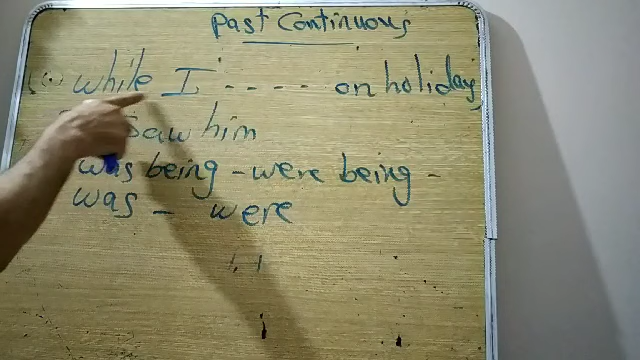 Past Continuous
while I, - - - - on holiday,
saw him
was being - were being -
was - were